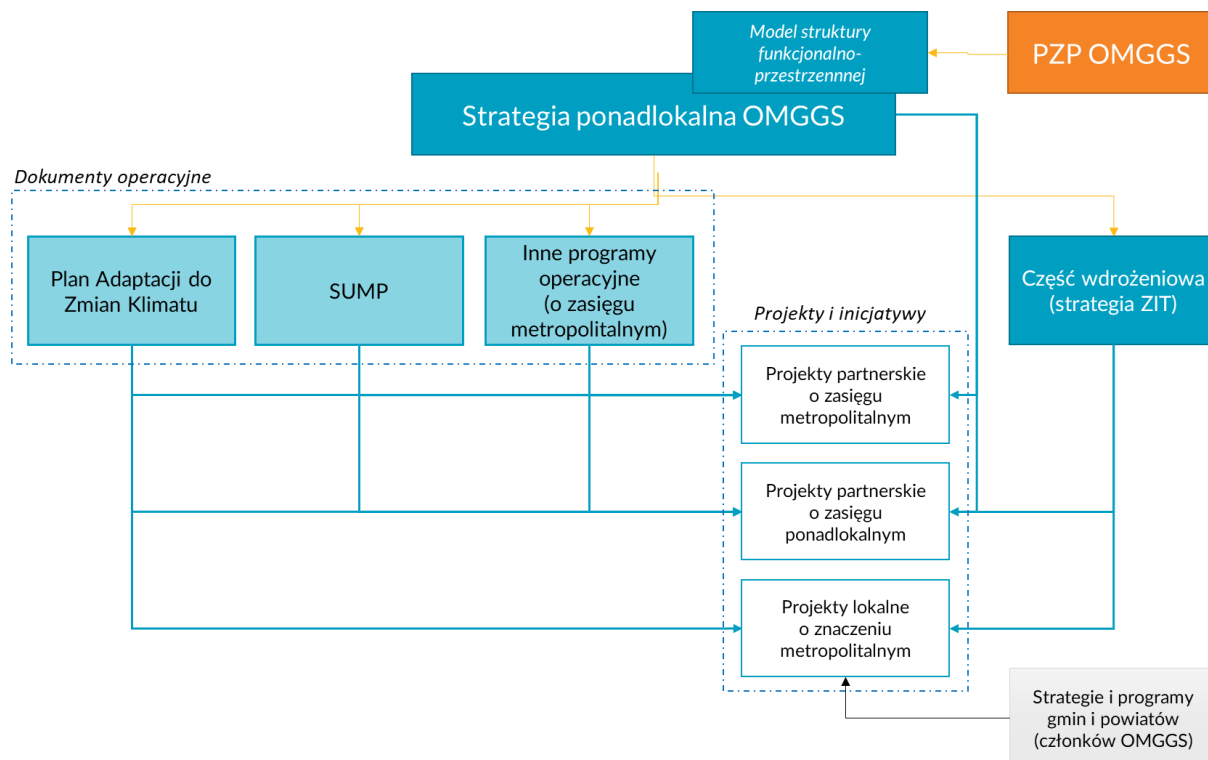 Model struktury
funkcjonalno-
przestrzennnej
PZP OMGGS
Strategia ponadlokalna OMGGS
Dokumenty operacyjne
Plan Adaptacji do
Zmian Klimatu
SUMP
Inne programy
operacyjne
(o zasięgu
metropolitalnym)
Część wdrożeniowa
(strategia ZIT)
Projekty i inicjatywy
Projekty partnerskie
o zasięgu
metropolitalnym
Projekty partnerskie
o zasięgu
ponadlokalnym
Projekty lokalne
o znaczeniu
metropolitalnym
Strategie i programy
gmin i powiatów
(członków OMGGS)